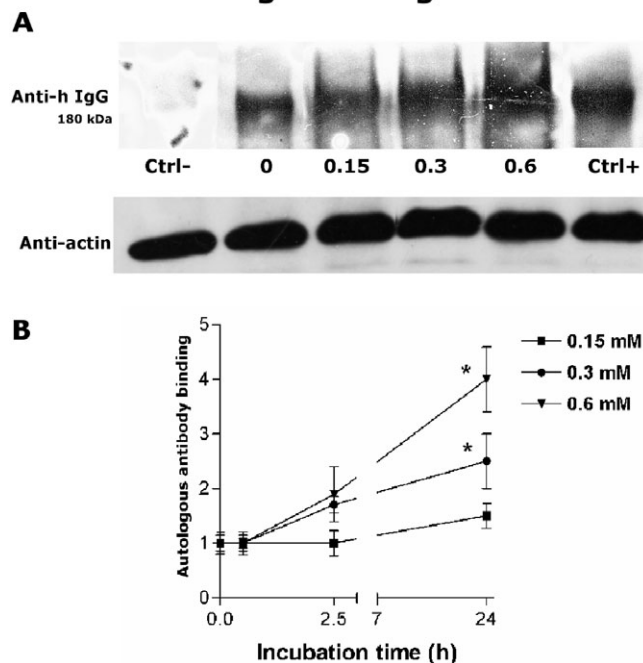 A
Anti-h IgG
180 kDa
Ctrl- 0 0.15 0.3 0.6 Ctrl+
Anti-actin
B
Autologous antibody binding
5
4
3
2
1
0
* *
0.15 mM
0.3 mM
0.6 mM
0.0 2.5 7 24
Incubation time (h)